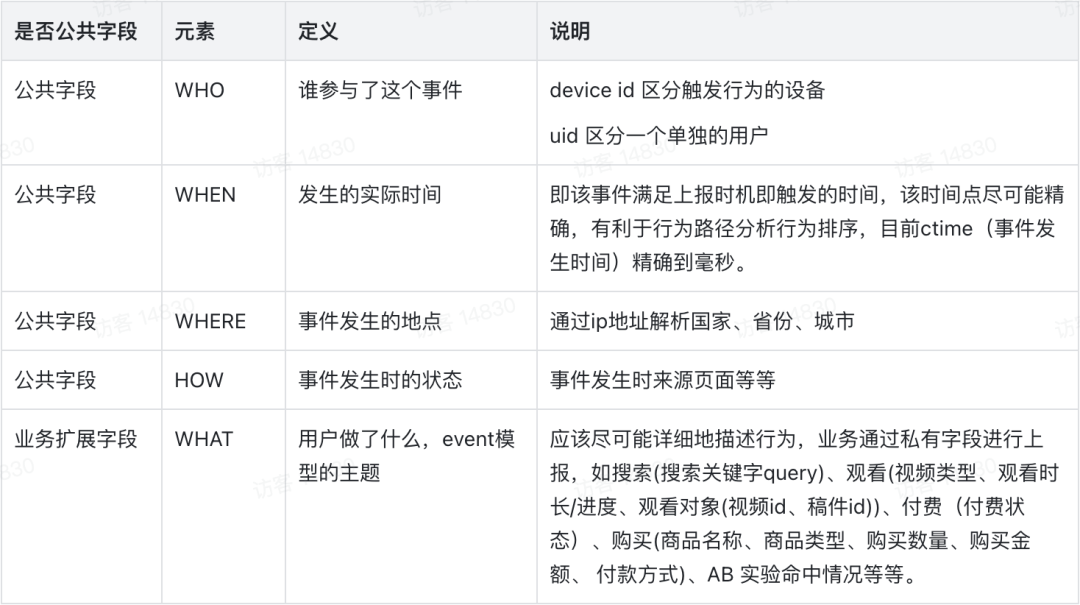 是否公共字段 元素 定义 说明
公共字段 WHO 谁参与了这个事件 device id 区分触发行为的设备
uid 区分一个单独的用户
公共字段 WHEN 发生的实际时间 即该事件满足上报时机即触发的时间，该时间点尽可能精
确，有利于行为路径分析行为排序，目前ctime（事件发
生时间）精确到毫秒。
公共字段 WHERE 事件发生的地点 通过ip地址解析国家、省份、城市
公共字段 HOW 事件发生时的状态 事件发生时来源页面等等
业务扩展字段 WHAT 用户做了什么，event模 应该尽可能详细地描述行为，业务通过私有字段进行上
型的主题 报，如搜索(搜索关键字query)、观看(视频类型、观看时
长/进度、观看对象(视频id、稿件id))、付费（付费状
态）、购买(商品名称、商品类型、购买数量、购买金
额、 付款方式)、AB 实验命中情况等等。
访客 14830